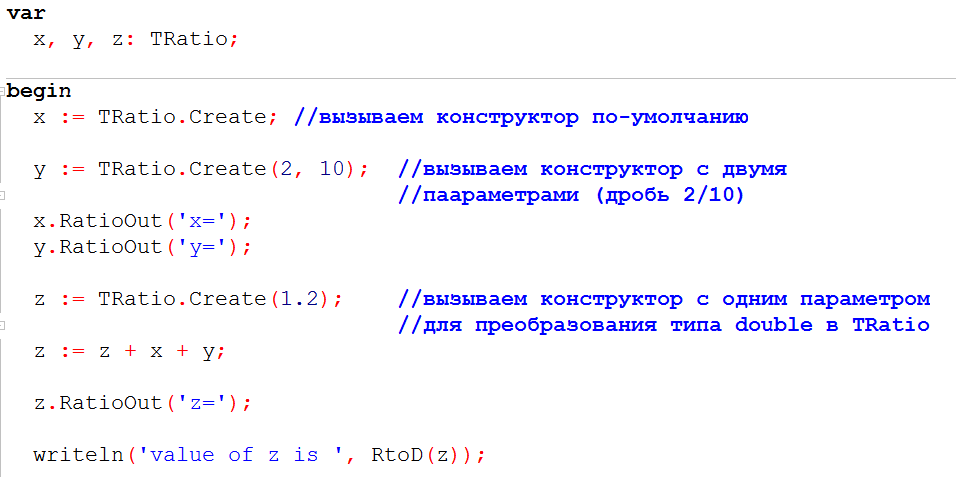 var
x, y, z: TRatio;
begin
x := TRatio.Create; //вызываем конструктор по-умолчанию
y := TRatio.Create(2, 10); //вызываем конструктор с двумя
//паараметрами (дробь 2/10)
x.RatioOut('x=');
y.RatioOut('y=');
z := TRatio.Create(1.2); //вызываем конструктор с одним параметром
//для преобразования типа double в TRatio
z := z + x + y;
z.RatioOut('z=');
writeln('value of z is ', RtoD(z));